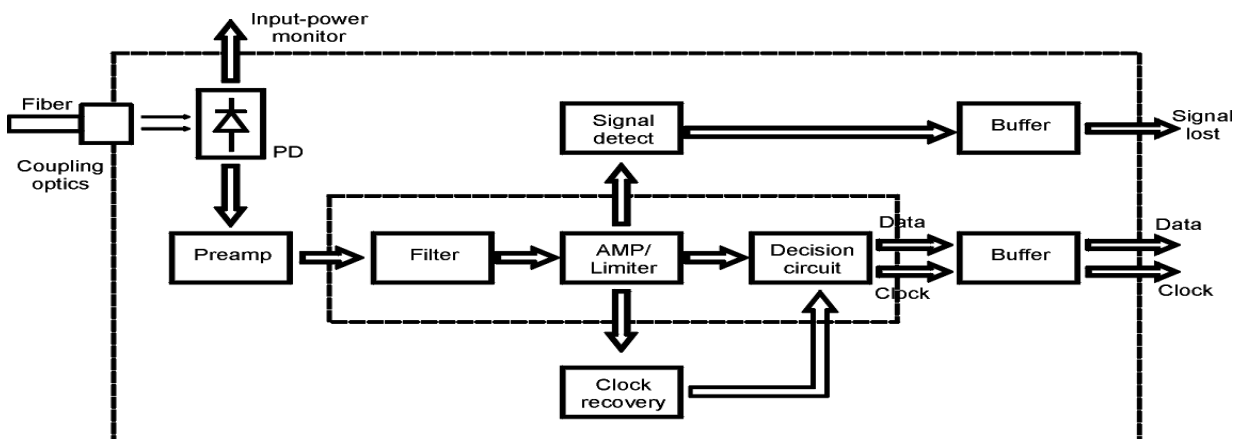 Input-power
monitor
Fiber
Coupling
optics
PD
Signal
detect
Buffer
Signal
lost
Preamp
Filter
AMP/
Limiter
Decision
circuit
Data
Clock
Buffer
Data
Clock
Clock
recovery